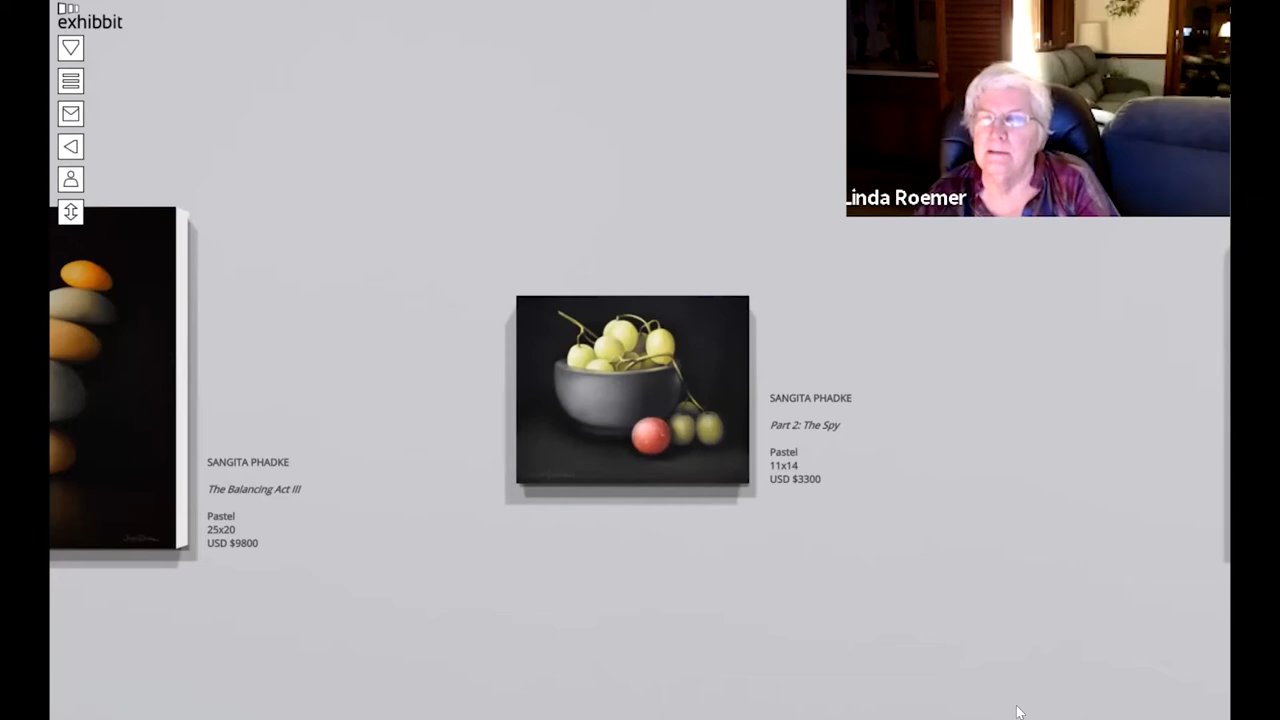 exhibbit
Linda Roemer
SANGITA PHADKE
The Balancing Act III
Pastel
25x20
USD $9800
SANGITA PHADKE
Part 2: The Spy
Pastel
11x14
USD $3300